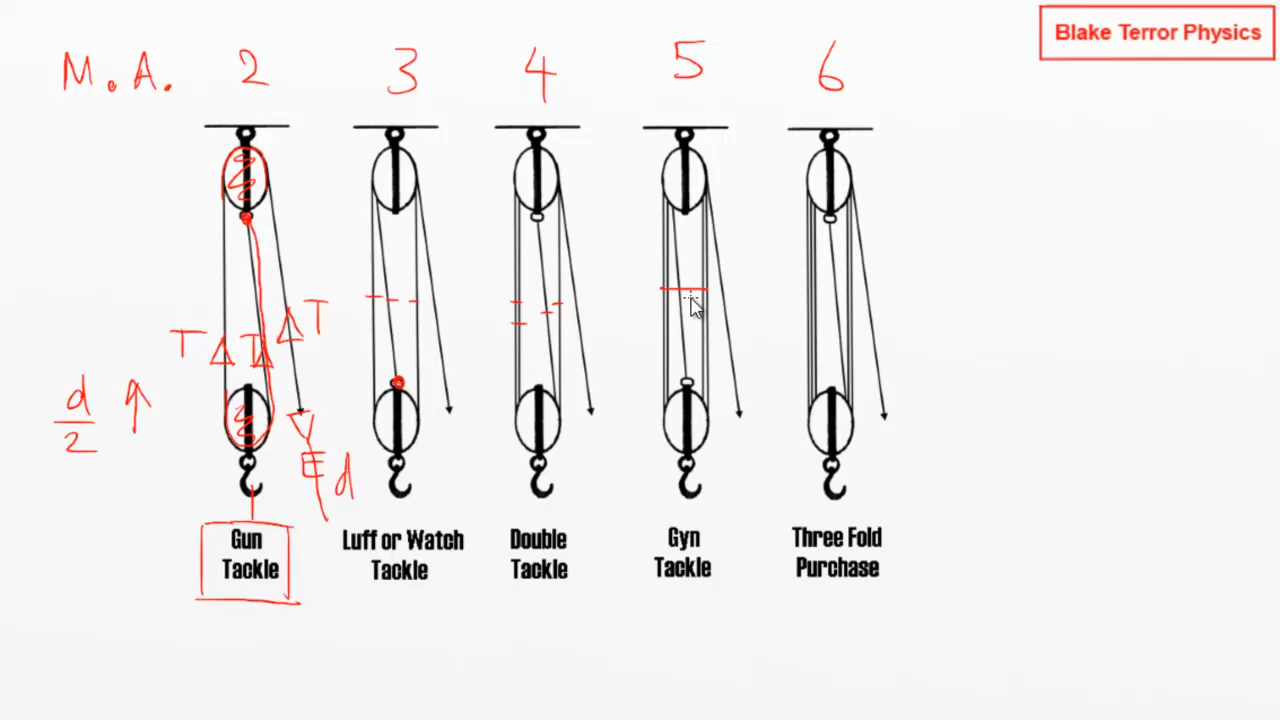 Blake Terror Physics
M.A. 2 3 4 5 6
T T T
d/2
E d
Gun Tackle
Luff or Watch Tackle
Double Tackle
Gyn Tackle
Three Fold Purchase